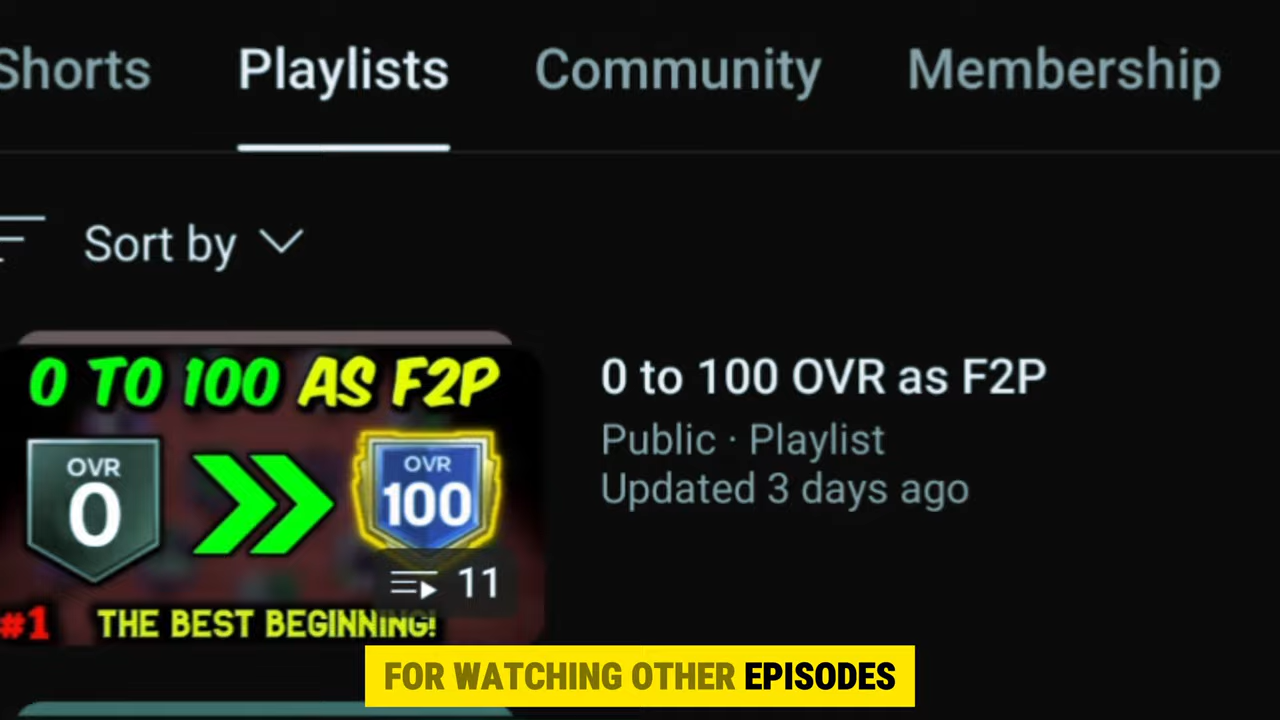 Shorts Playlists Community Membership
Sort by
0 TO 100 AS F2P
OVR
0
OVR
100
11
#1 THE BEST BEGINNING!
0 to 100 OVR as F2P
Public · Playlist
Updated 3 days ago
FOR WATCHING OTHER EPISODES